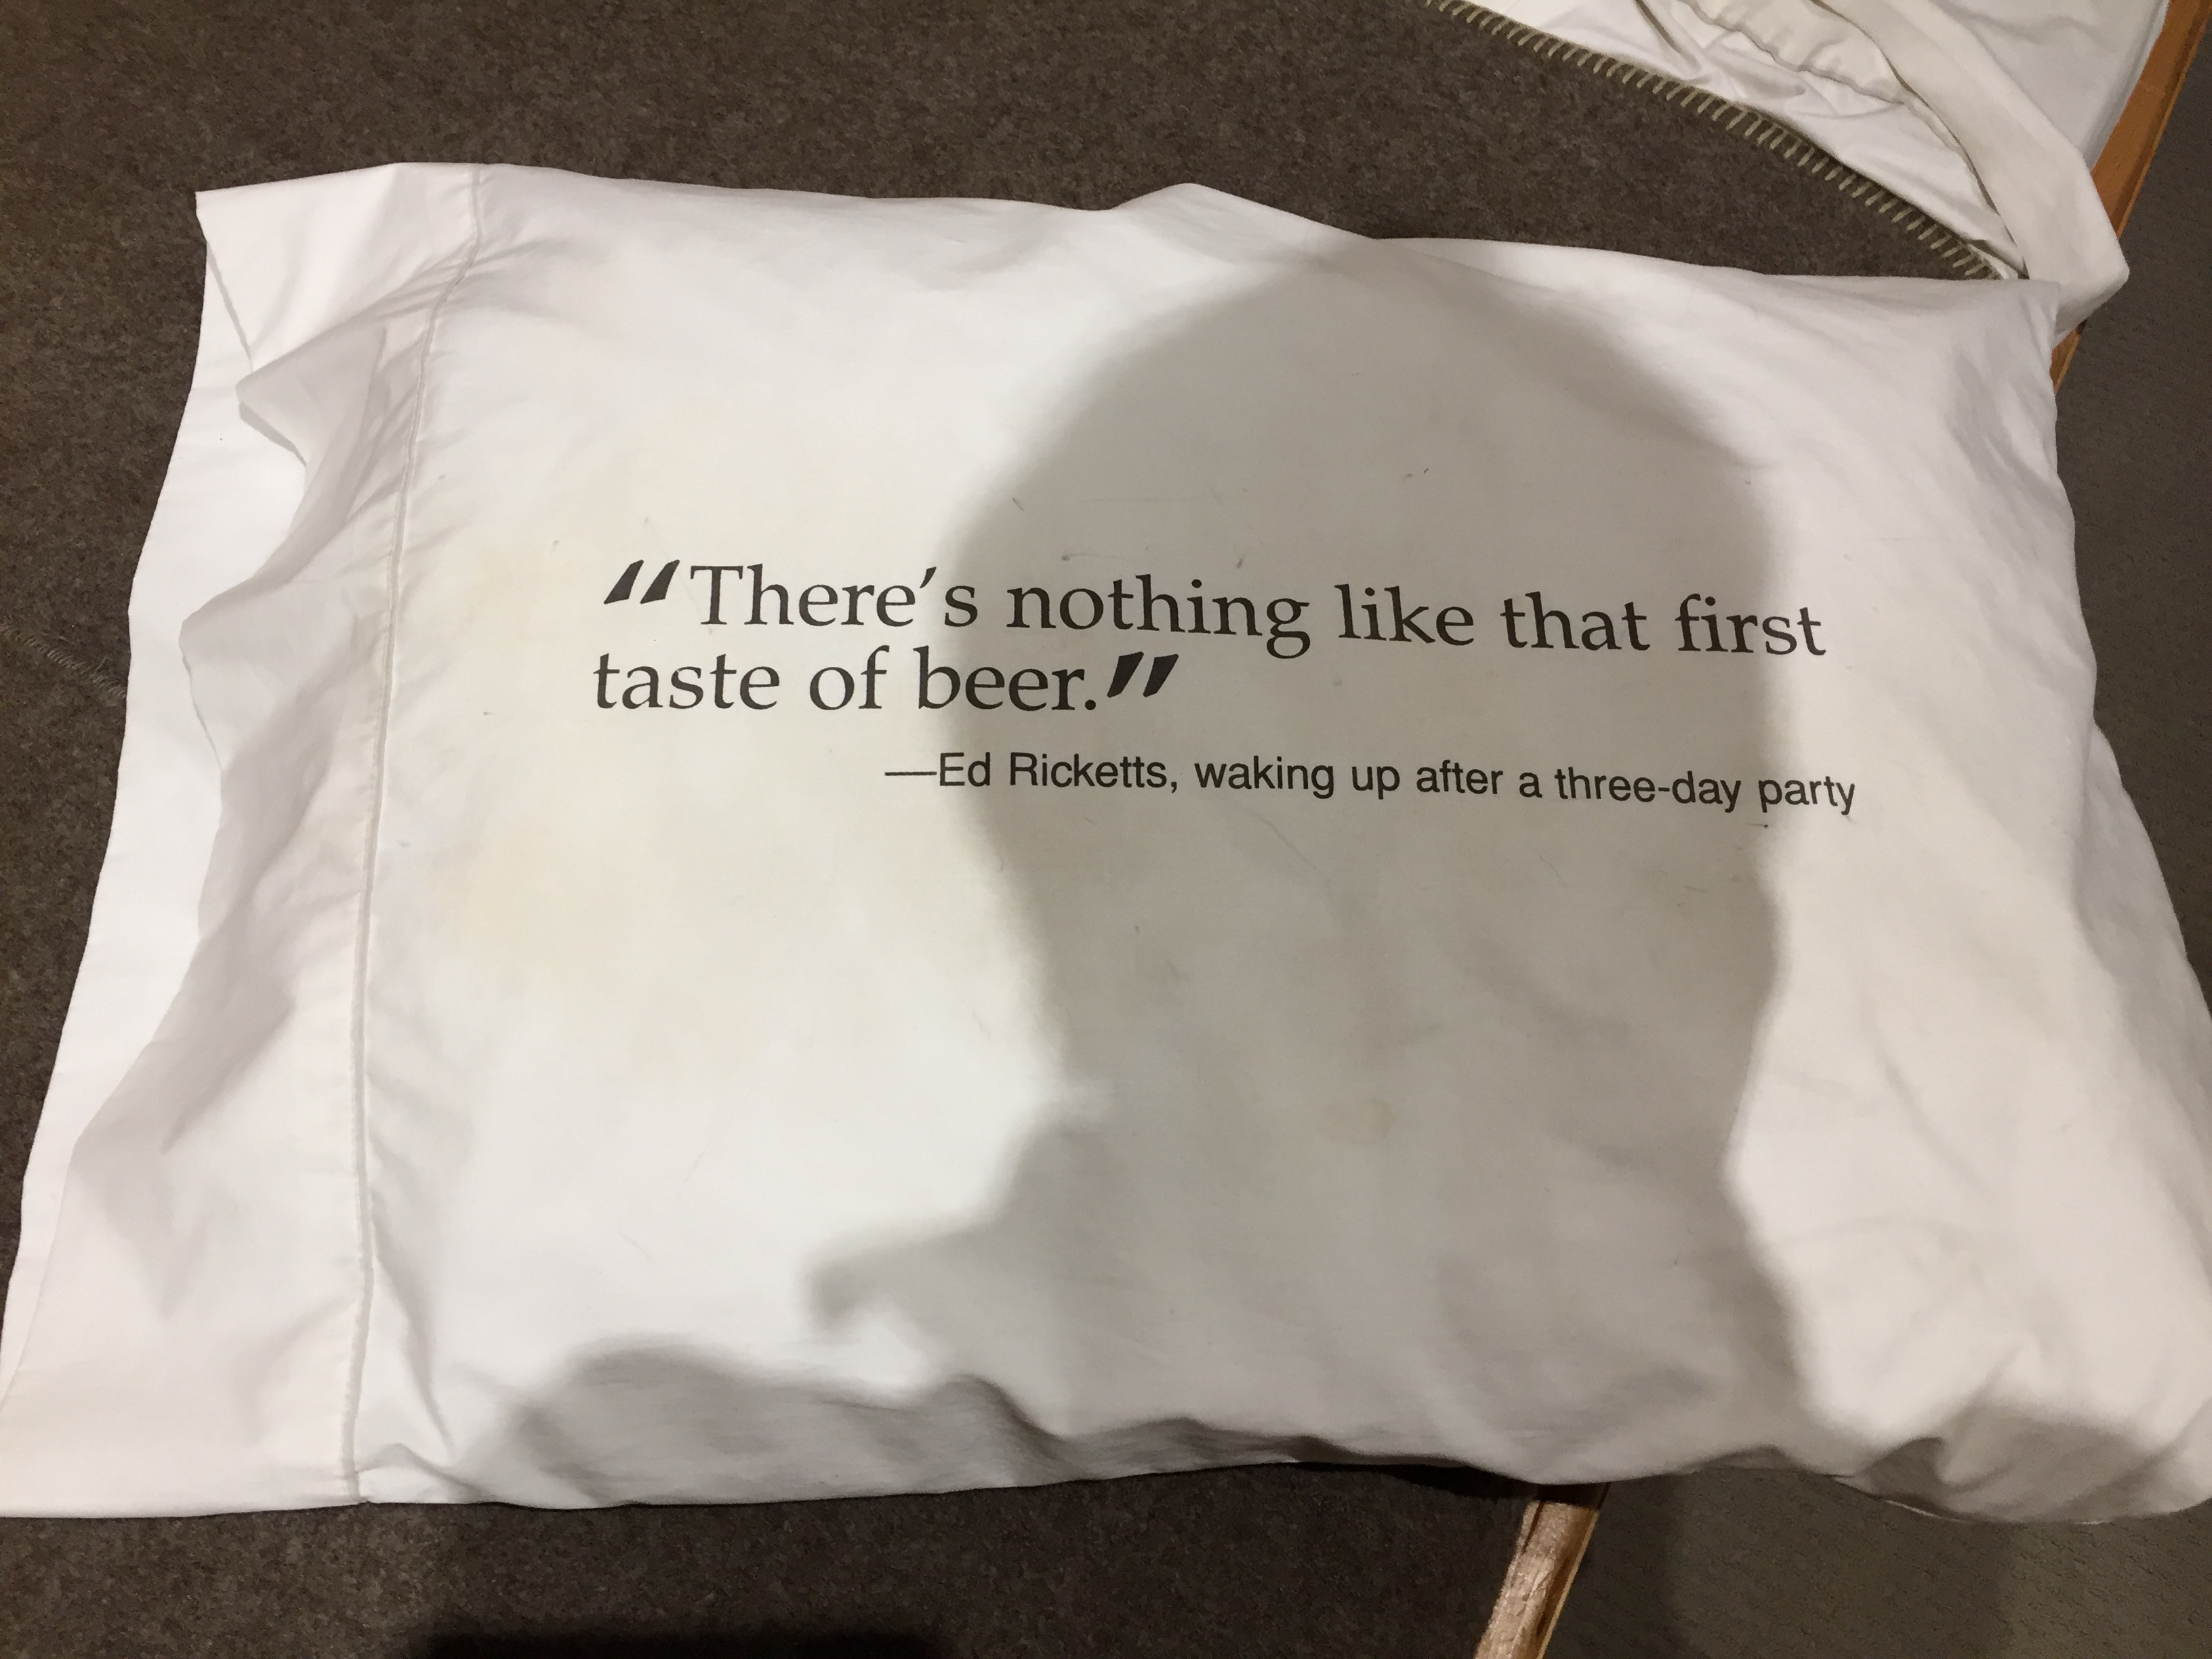 “There’s nothing like that first
taste of beer.”
—Ed Ricketts, waking up after a three-day party